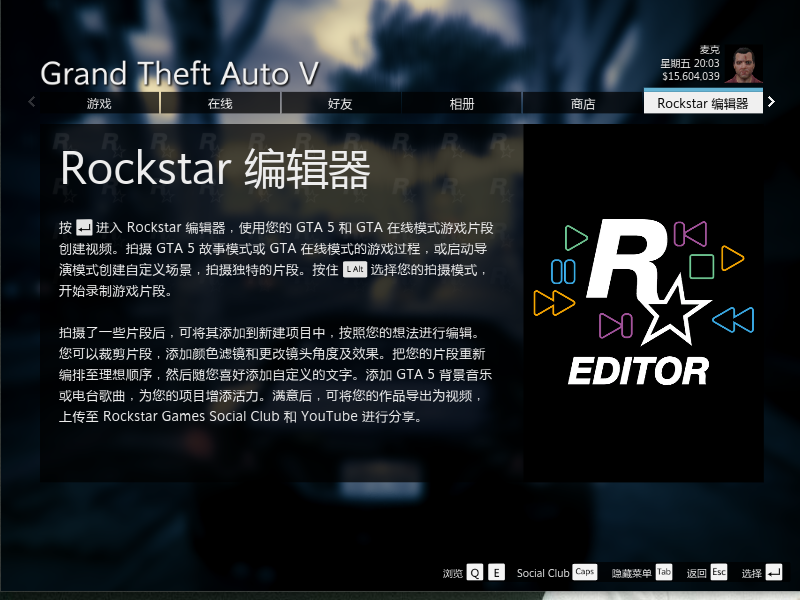 麦克
星期五 20:03
$15,604,039
Grand Theft Auto V
游戏 在线 好友 相册 商店 Rockstar 编辑器
Rockstar 编辑器
按 进入 Rockstar 编辑器，使用您的 GTA 5 和 GTA 在线模式游戏片段
创建视频。拍摄 GTA 5 故事模式或 GTA 在线模式的游戏过程，或启动导
演模式创建自定义场景，拍摄独特的片段。按住 L Alt 选择您的拍摄模式，
开始录制游戏片段。
拍摄了一些片段后，可将其添加到新建项目中，按照您的想法进行编辑。
您可以裁剪片段，添加颜色滤镜和更改镜头角度及效果。把您的片段重新
编排至理想顺序，然后随您喜好添加自定义的文字。添加 GTA 5 背景音乐
或电台歌曲，为您的项目增添活力。满意后，可将您的作品导出为视频，
上传至 Rockstar Games Social Club 和 YouTube 进行分享。
R
EDITOR
浏览 Q E Social Club Caps 隐藏菜单 Tab 返回 Esc 选择